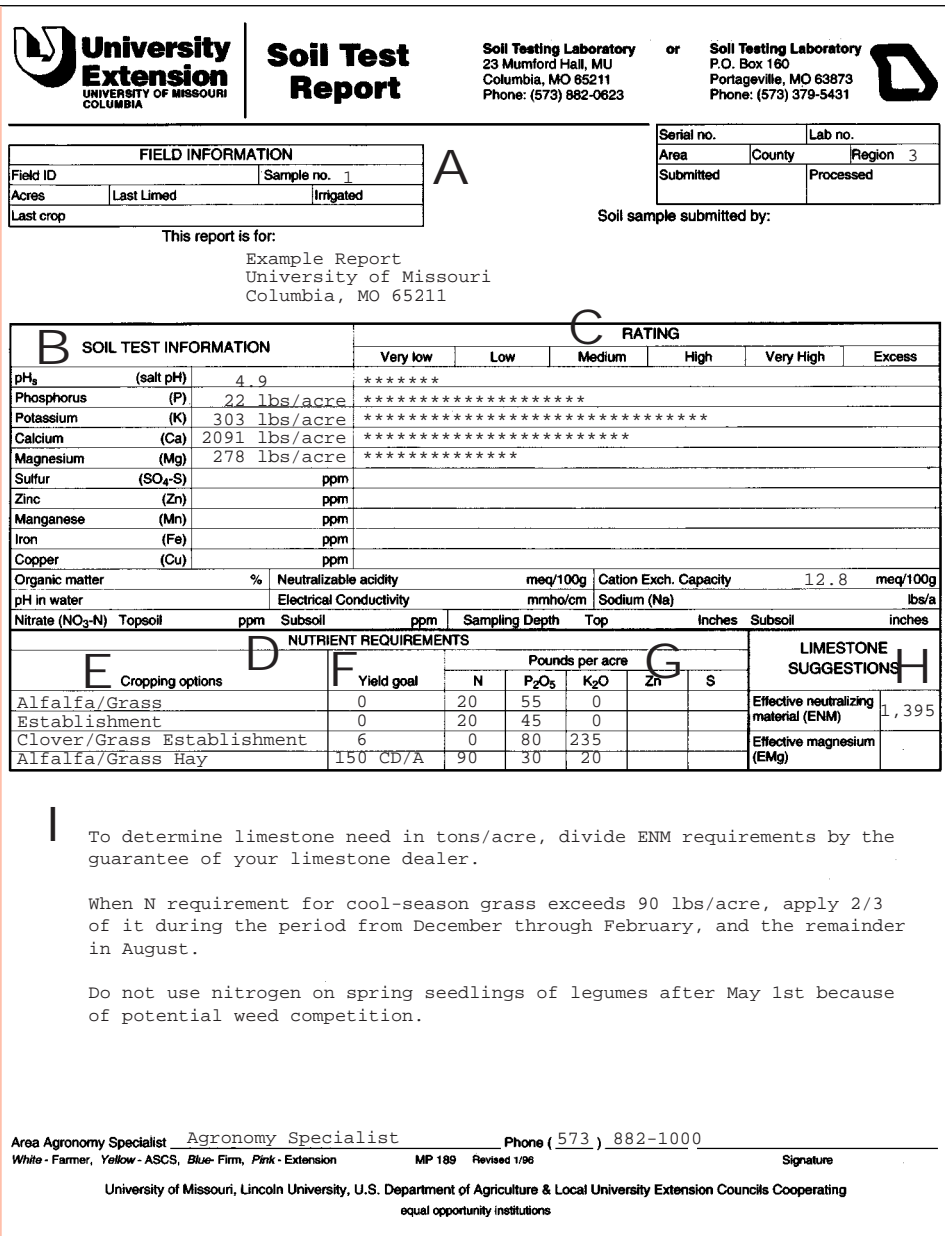 University
Extension
UNIVERSITY OF MISSOURI
COLUMBIA
Soil Test
Report
Soil Testing Laboratory or Soil Testing Laboratory
23 Mumford Hall, MU P.O. Box 160
Columbia, MO 65211 Portageville, MO 63873
Phone: (573) 882-0623 Phone: (573) 379-5431
Serial no. Lab no.
Area County Region 3
Submitted Processed
FIELD INFORMATION A
Field ID Sample no. 1
Acres Last Limed Irrigated
Last crop
Soil sample submitted by:
This report is for:
Example Report
University of Missouri
Columbia, MO 65211
B SOIL TEST INFORMATION C RATING
Very low Low Medium High Very High Excess
pHs (salt pH) 4.9 *******
Phosphorus (P) 22 lbs/acre ********************
Potassium (K) 303 lbs/acre *******************************
Calcium (Ca) 2091 lbs/acre ************************
Magnesium (Mg) 278 lbs/acre **************
Sulfur (SO4-S) ppm
Zinc (Zn) ppm
Manganese (Mn) ppm
Iron (Fe) ppm
Copper (Cu) ppm
Organic matter % Neutralizable acidity meq/100g Cation Exch. Capacity 12.8 meq/100g
pH in water Electrical Conductivity mmho/cm Sodium (Na) lbs/a
Nitrate (NO3-N) Topsoil ppm Subsoil ppm Sampling Depth Top Inches Subsoil inches
D NUTRIENT REQUIREMENTS
LIMESTONE
SUGGESTIONS H
Pounds per acre G
E Cropping options F Yield goal N P2O5 K2O Zn S
Alfalfa/Grass 0 20 55 0
Establishment 0 20 45 0
Clover/Grass Establishment 6 0 80 235
Alfalfa/Grass Hay 150 CD/A 90 30 20
Effective neutralizing
material (ENM) 1,395
Effective magnesium
(EMg)
I
To determine limestone need in tons/acre, divide ENM requirements by the
guarantee of your limestone dealer.
When N requirement for cool-season grass exceeds 90 lbs/acre, apply 2/3
of it during the period from December through February, and the remainder
in August.
Do not use nitrogen on spring seedlings of legumes after May 1st because
of potential weed competition.
Area Agronomy Specialist Agronomy Specialist Phone ( 573 ) 882-1000
White - Farmer, Yellow - ASCS, Blue- Firm, Pink - Extension MP 189 Revised 1/96 Signature
University of Missouri, Lincoln University, U.S. Department of Agriculture & Local University Extension Councils Cooperating
equal opportunity institutions